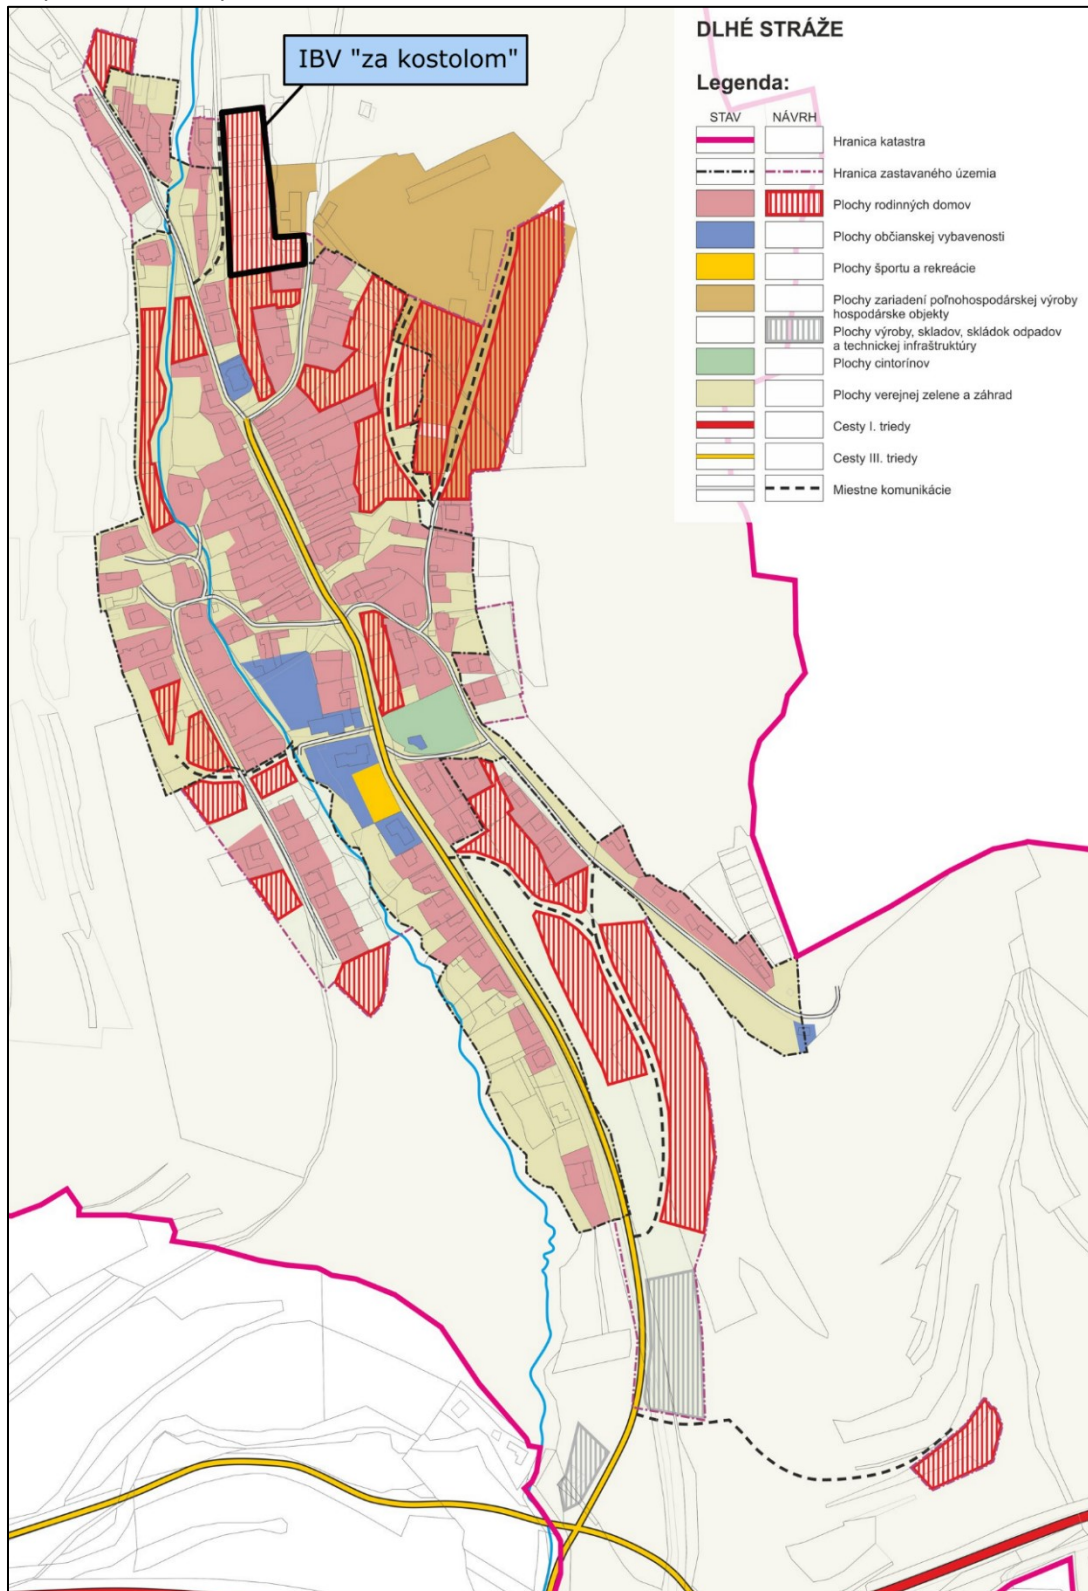 IBV "za kostolom"
DLHÉ STRÁŽE
Legenda:
STAV NÁVRH
Hranica katastra
Hranica zastavaného územia
Plochy rodinných domov
Plochy občianskej vybavenosti
Plochy športu a rekreácie
Plochy zariadení poľnohospodárskej výroby
hospodárske objekty
Plochy výroby, skladov, skládok odpadov
a technickej infraštruktúry
Plochy cintorínov
Plochy verejnej zelene a záhrad
Cesty I. triedy
Cesty III. triedy
Miestne komunikácie